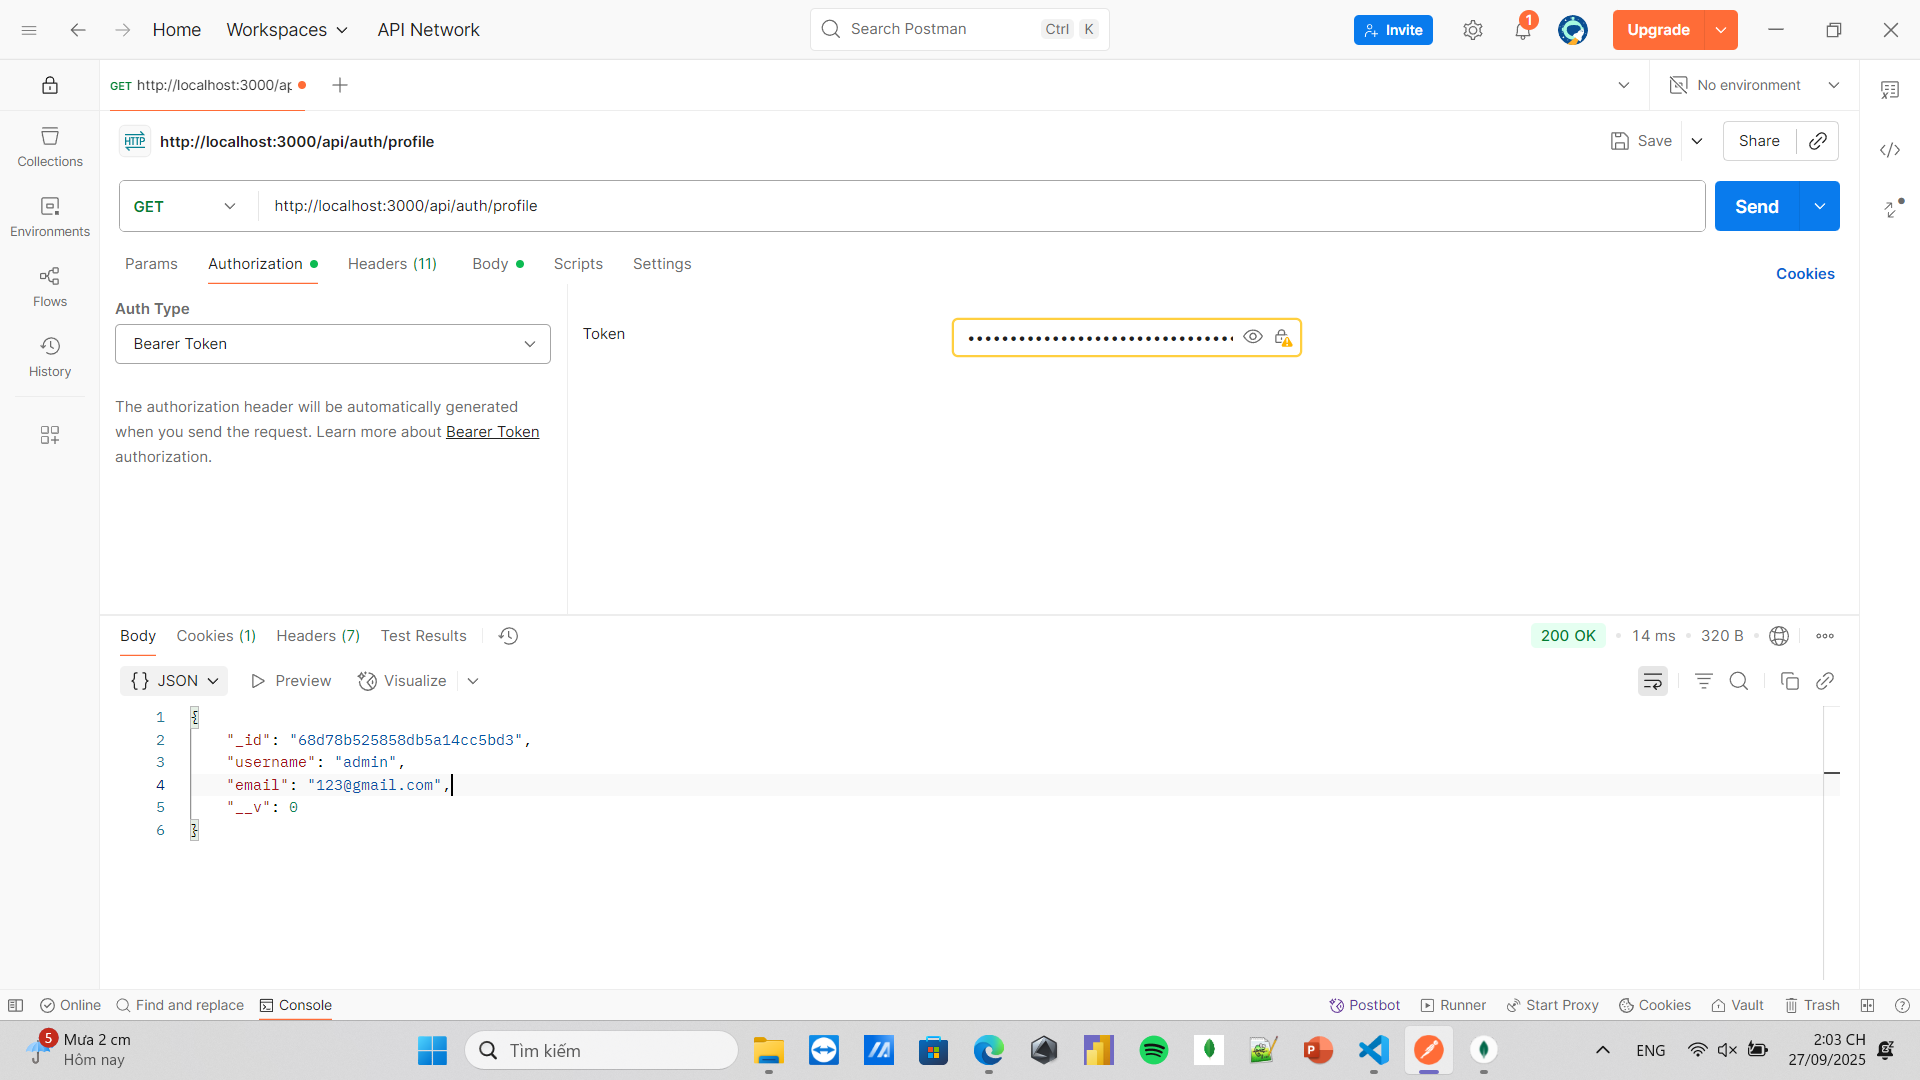 Home Workspaces API Network Search Postman Ctrl K Invite 1 Upgrade
GET http://localhost:3000/ap No environment
HTTP http://localhost:3000/api/auth/profile Save Share
Collections
Environments
Flows
History
GET http://localhost:3000/api/auth/profile Send
Params Authorization Headers (11) Body Scripts Settings Cookies
Auth Type
Bearer Token
Token ••••••••••••••••••••••••••••••••
The authorization header will be automatically generated
when you send the request. Learn more about Bearer Token
authorization.
Body Cookies (1) Headers (7) Test Results 200 OK • 14 ms • 320 B •
{} JSON Preview Visualize
1 {
2 "_id": "68d78b525858db5a14cc5bd3",
3 "username": "admin",
4 "email": "123@gmail.com",
5 "__v": 0
6 }
Online Find and replace Console Postbot Runner Start Proxy Cookies Vault Trash
5 Mưa 2 cm
Hôm nay
Tìm kiếm
ENG
2:03 CH
27/09/2025